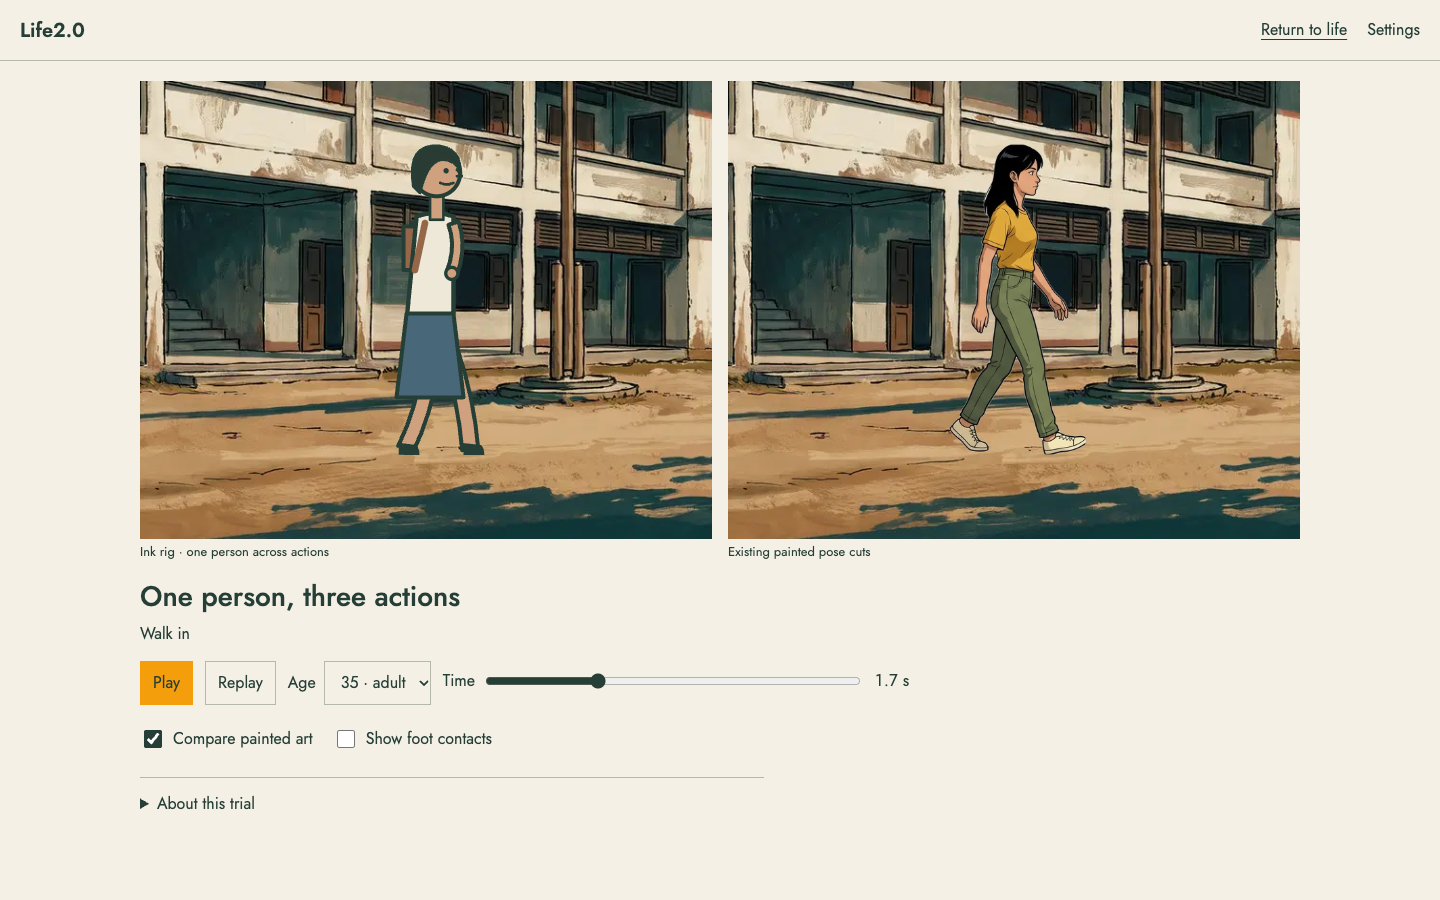 Life2.0
Return to life
Settings
Ink rig · one person across actions
Existing painted pose cuts
One person, three actions
Walk in
Play
Replay
Age
35 · adult
Time
1.7 s
Compare painted art
Show foot contacts
About this trial